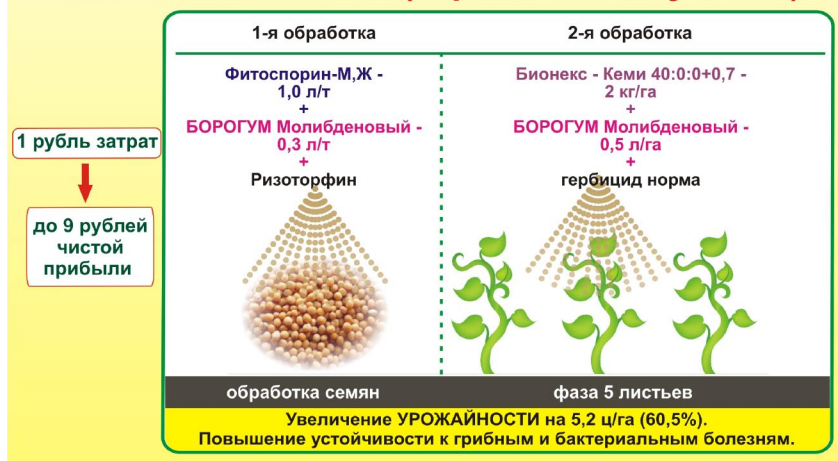 1-я обработка
2-я обработка
Фитоспорин-М,Ж -
1,0 л/т
+
БОРОГУМ Молибденовый -
0,3 л/т
+
Ризоторфин
Бионекс - Кеми 40:0:0+0,7 -
2 кг/га
+
БОРОГУМ Молибденовый -
0,5 л/га
+
гербицид норма
1 рубль затрат
до 9 рублей
чистой
прибыли
обработка семян
фаза 5 листьев
Увеличение УРОЖАЙНОСТИ на 5,2 ц/га (60,5%).
Повышение устойчивости к грибным и бактериальным болезням.